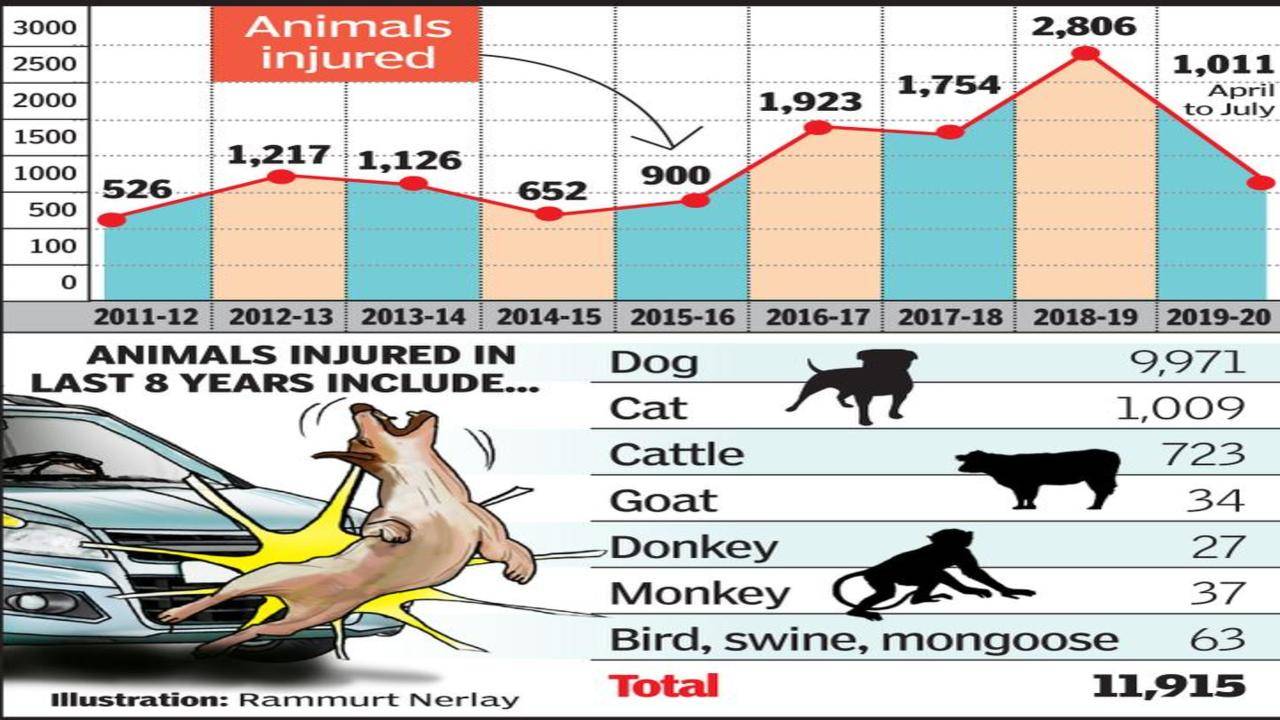 3000
2500
2000
1500
1000
500
100
0
Animals
injured
526
1,217
1,126
652
900
1,923
1,754
2,806
1,011
April
to July
2011-12
2012-13
2013-14
2014-15
2015-16
2016-17
2017-18
2018-19
2019-20
ANIMALS INJURED IN
LAST 8 YEARS INCLUDE...
Dog 9,971
Cat 1,009
Cattle 723
Goat 34
Donkey 27
Monkey 37
Bird, swine, mongoose 63
Total 11,915
Illustration: Rammurt Nerlay